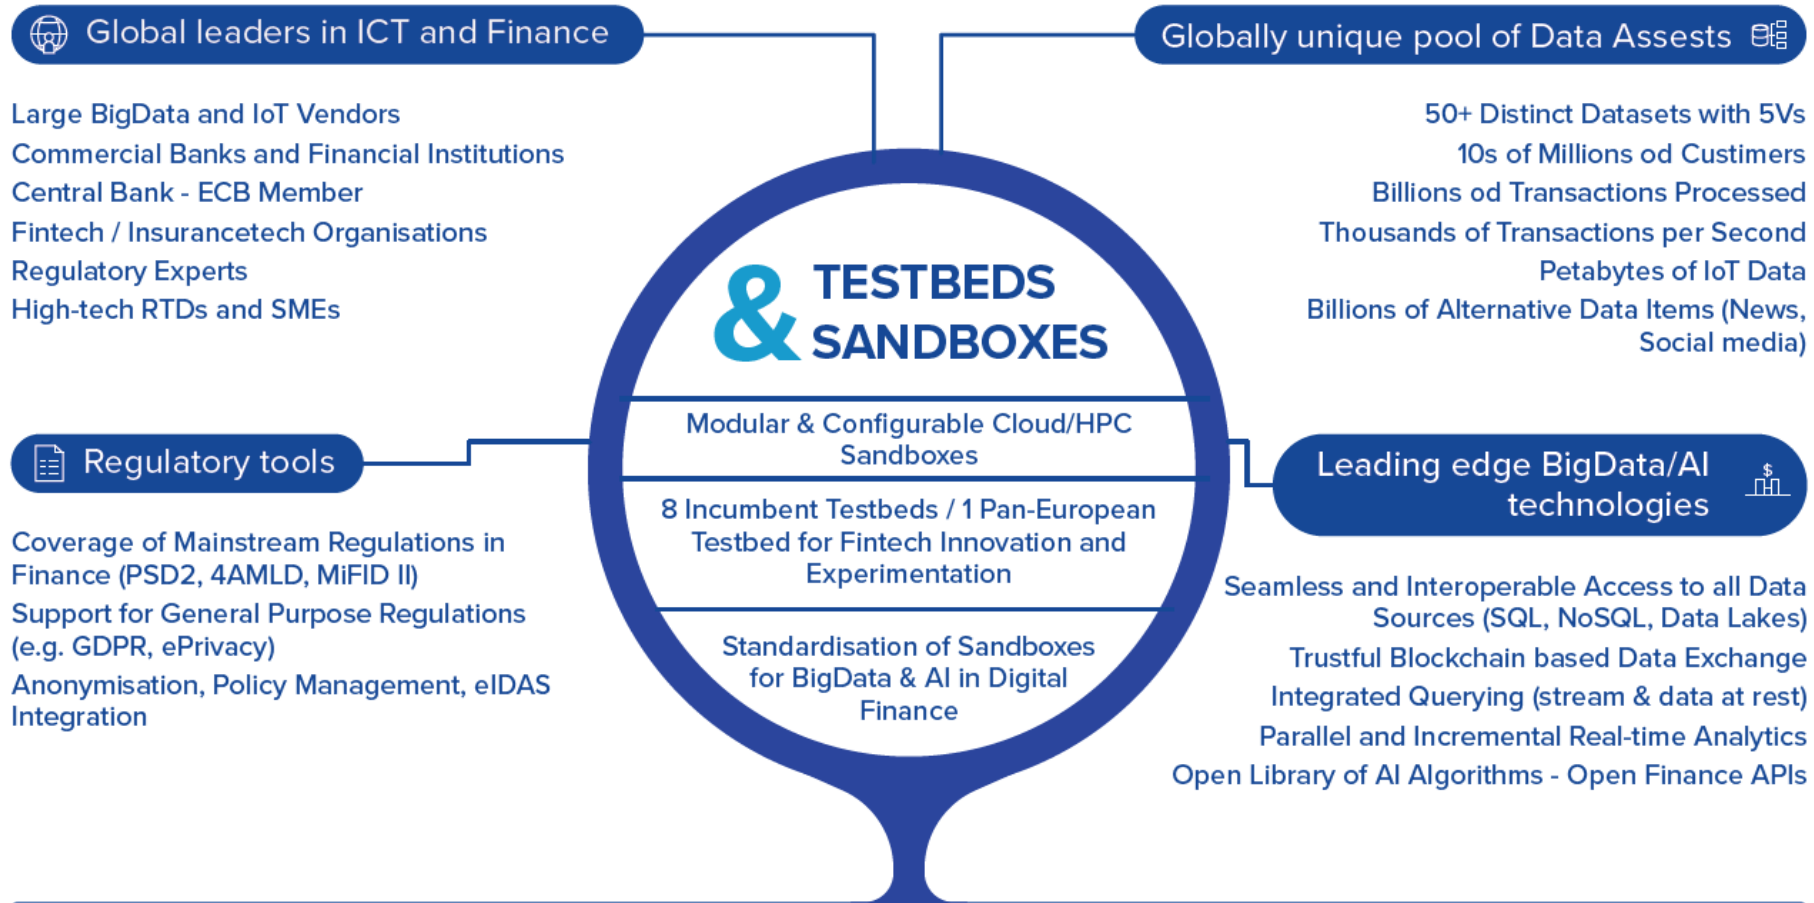 Global leaders in ICT and Finance
Large BigData and IoT Vendors
Commercial Banks and Financial Institutions
Central Bank - ECB Member
Fintech / Insurancetech Organisations
Regulatory Experts
High-tech RTDs and SMEs
Globally unique pool of Data Assests
50+ Distinct Datasets with 5Vs
10s of Millions od Custimers
Billions od Transactions Processed
Thousands of Transactions per Second
Petabytes of IoT Data
Billions of Alternative Data Items (News,
Social media)
& TESTBEDS
SANDBOXES
Modular & Configurable Cloud/HPC
Sandboxes
8 Incumbent Testbeds / 1 Pan-European
Testbed for Fintech Innovation and
Experimentation
Standardisation of Sandboxes
for BigData & AI in Digital
Finance
Regulatory tools
Coverage of Mainstream Regulations in
Finance (PSD2, 4AMLD, MiFID II)
Support for General Purpose Regulations
(e.g. GDPR, ePrivacy)
Anonymisation, Policy Management, eIDAS
Integration
Leading edge BigData/AI
technologies
$
Seamless and Interoperable Access to all Data
Sources (SQL, NoSQL, Data Lakes)
Trustful Blockchain based Data Exchange
Integrated Querying (stream & data at rest)
Parallel and Incremental Real-time Analytics
Open Library of AI Algorithms - Open Finance APIs